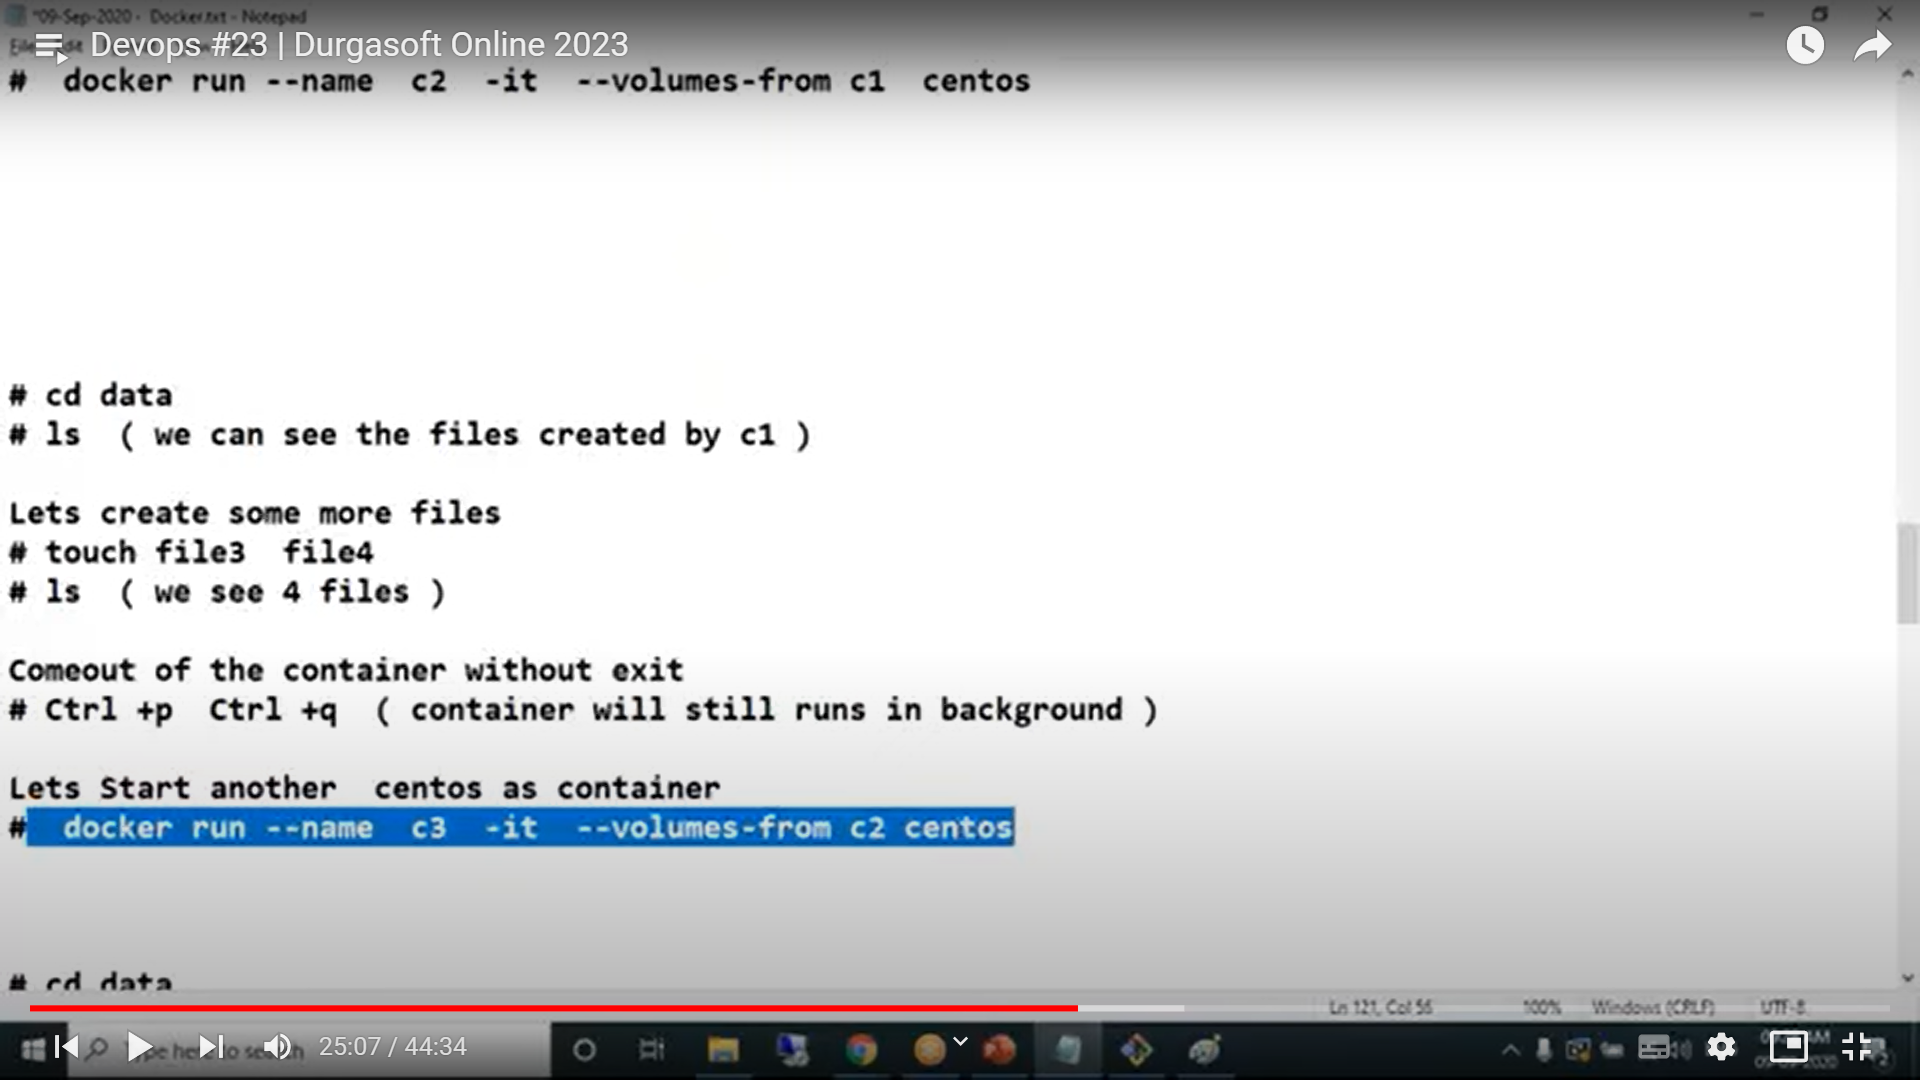 *09-Sep-2020 - Docker.txt - Notepad
Devops #23 | Durgasoft Online 2023
#  docker run --name  c2  -it  --volumes-from c1  centos
# cd data
# ls  ( we can see the files created by c1 )
Lets create some more files
# touch file3  file4
# ls  ( we see 4 files )
Comeout of the container without exit
# Ctrl +p  Ctrl +q  ( container will still runs in background )
Lets Start another  centos as container
#  docker run --name  c3  -it  --volumes-from c2 centos
# cd data
Ln 121, Col 56 100% Windows (CRLF) UTF-8
Type here to search 25:07 / 44:34